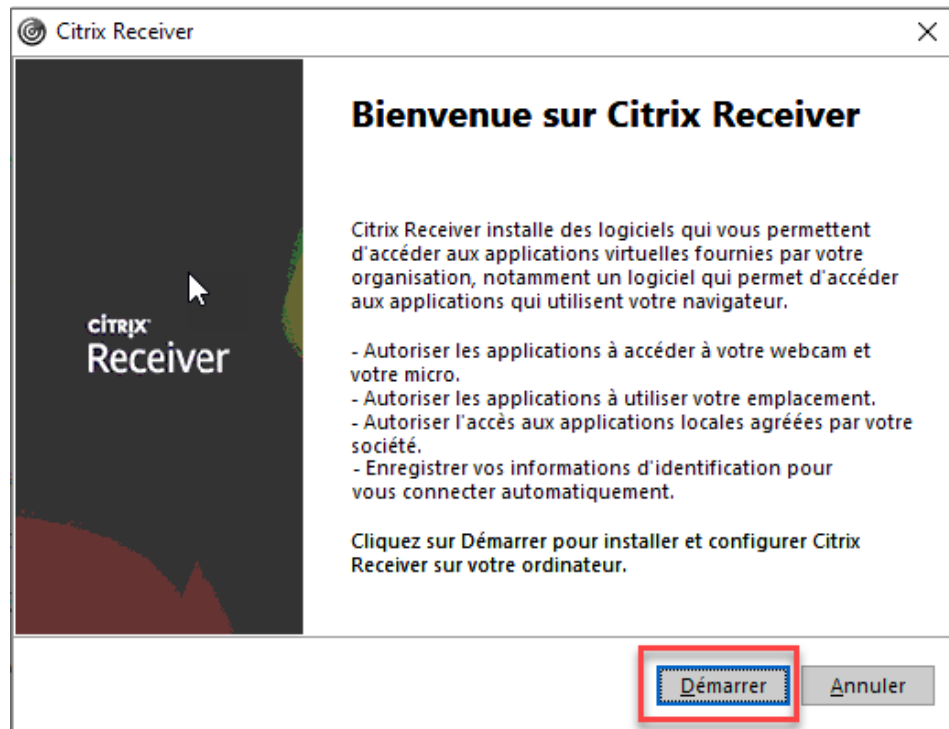 Citrix Receiver
Bienvenue sur Citrix Receiver
Citrix Receiver installe des logiciels qui vous permettent
d'accéder aux applications virtuelles fournies par votre
organisation, notamment un logiciel qui permet d'accéder
aux applications qui utilisent votre navigateur.
- Autoriser les applications à accéder à votre webcam et
votre micro.
- Autoriser les applications à utiliser votre emplacement.
- Autoriser l'accès aux applications locales agréées par votre
société.
- Enregistrer vos informations d'identification pour
vous connecter automatiquement.
Cliquez sur Démarrer pour installer et configurer Citrix
Receiver sur votre ordinateur.
citrix
Receiver
Démarrer
Annuler